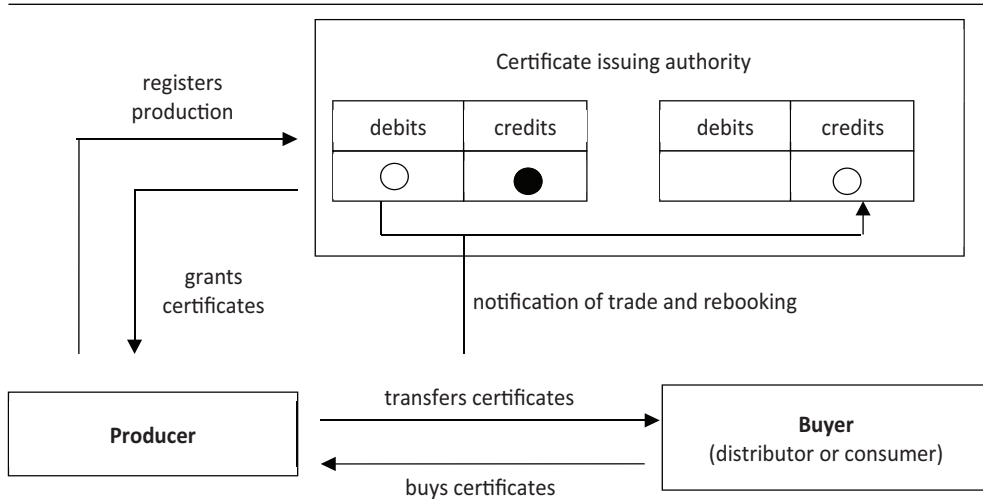 Certificate issuing authority
registers
production
debits
credits
debits
credits
grants
certificates
notification of trade and rebooking
transfers certificates
Producer
Buyer
(distributor or consumer)
buys certificates